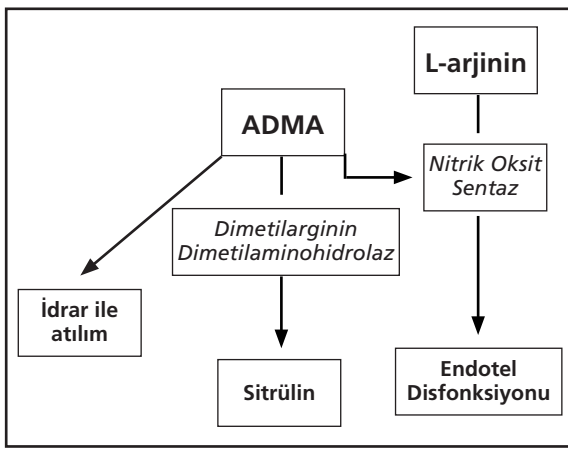 L-arjinin
ADMA
Nitrik Oksit
Sentaz
Dimetilarginin
Dimetilaminohidrolaz
İdrar ile
atılım
Sitrülin
Endotel
Disfonksiyonu